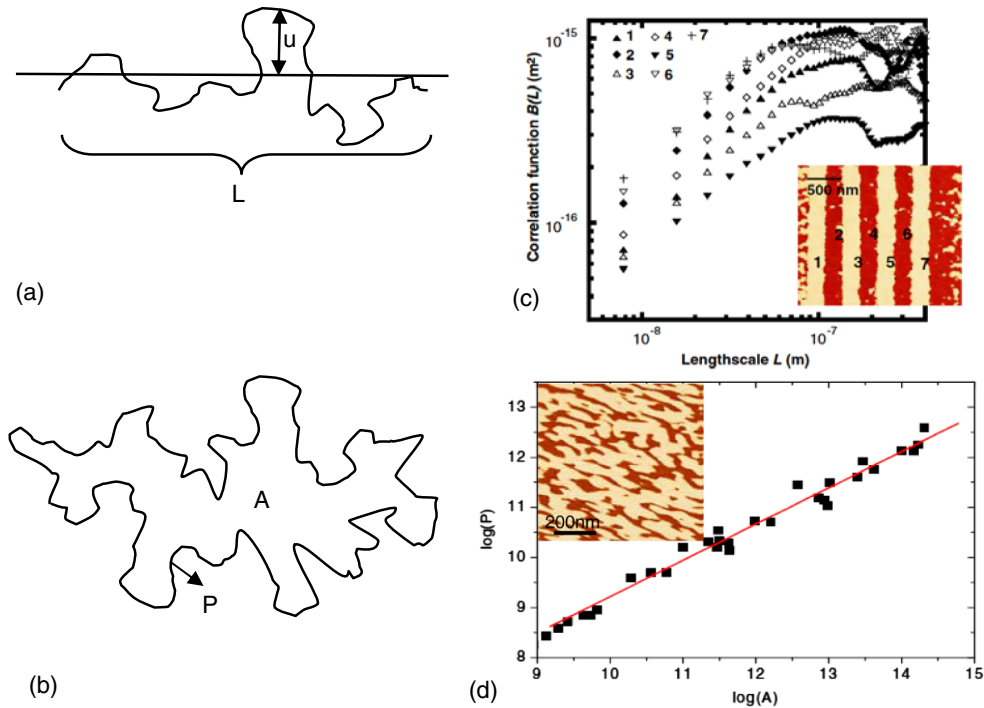 u
L
(a)
A
P
(b)
Correlation function B(L) (m²)
10⁻¹⁵
10⁻¹⁶
1 4 7
2 5
3 6
500 nm
2 4 6
1 3 5 7
10⁻⁸ 10⁻⁷
Lengthscale L (m)
(c)
log(P)
13
12
11
10
9
8
200nm
9 10 11 12 13 14 15
log(A)
(d)